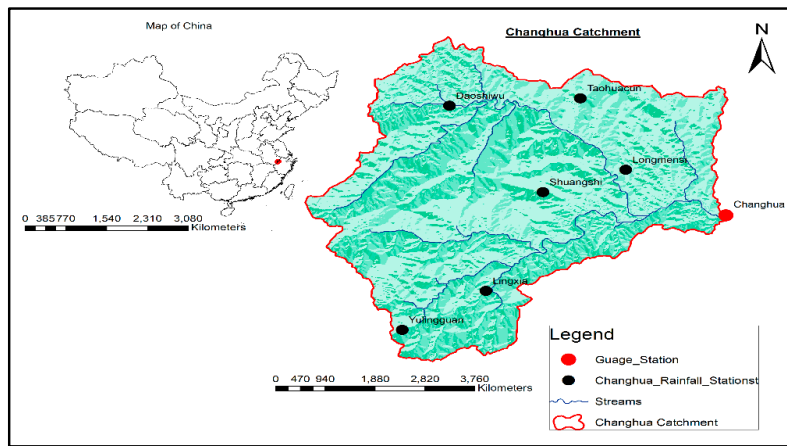 Map of China
Changhua Catchment
N
Daoshiwu
Taohuacun
Longmensi
Shuangshi
Changhua
0 385770 1,540 2,310 3,080
Kilometers
Lingxia
Yulingguan
Legend
Guage_Station
Changhua_Rainfall_Stationst
Streams
Changhua Catchment
0 470 940 1,880 2,820 3,760
Kilometers